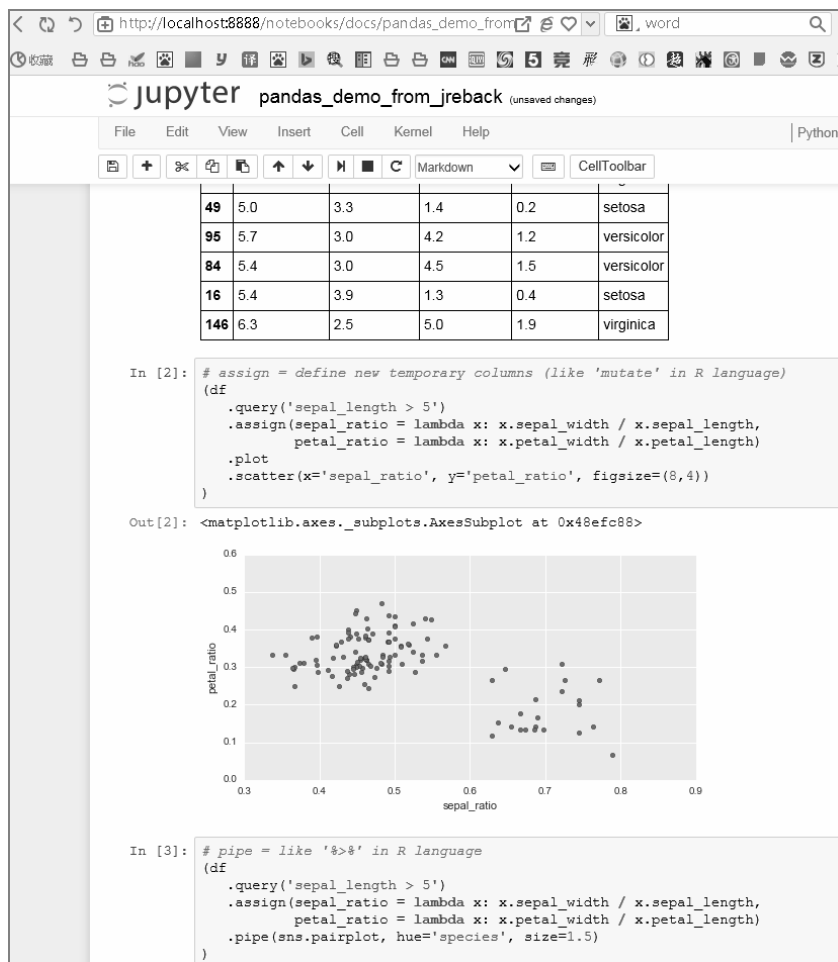 http://localhost:8888/notebooks/docs/pandas_demo_from
word
收藏
jupyter pandas_demo_from_jreback (unsaved changes)
File Edit View Insert Cell Kernel Help Python
Markdown CellToolbar
49 5.0 3.3 1.4 0.2 setosa
95 5.7 3.0 4.2 1.2 versicolor
84 5.4 3.0 4.5 1.5 versicolor
16 5.4 3.9 1.3 0.4 setosa
146 6.3 2.5 5.0 1.9 virginica
In [2]: # assign = define new temporary columns (like 'mutate' in R language)
(df
.query('sepal_length > 5')
.assign(sepal_ratio = lambda x: x.sepal_width / x.sepal_length,
petal_ratio = lambda x: x.petal_width / x.petal_length)
.plot
.scatter(x='sepal_ratio', y='petal_ratio', figsize=(8,4))
)
Out[2]: <matplotlib.axes._subplots.AxesSubplot at 0x48efc88>
0.6
0.5
0.4
0.3
0.2
0.1
0.0
petal_ratio
0.3 0.4 0.5 0.6 0.7 0.8 0.9
sepal_ratio
In [3]: # pipe = like '%>%' in R language
(df
.query('sepal_length > 5')
.assign(sepal_ratio = lambda x: x.sepal_width / x.sepal_length,
petal_ratio = lambda x: x.petal_width / x.petal_length)
.pipe(sns.pairplot, hue='species', size=1.5)
)